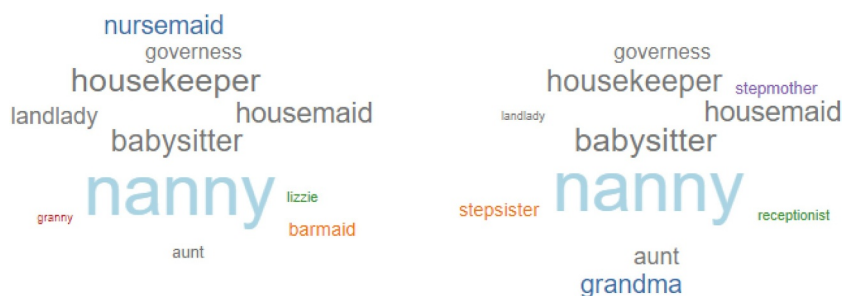 nursemaid
governess
housekeeper
landlady
housemaid
babysitter
nanny
lizzie
granny
barmaid
aunt
governess
housekeeper
stepmother
landlady
housemaid
babysitter
nanny
stepsister
receptionist
aunt
grandma